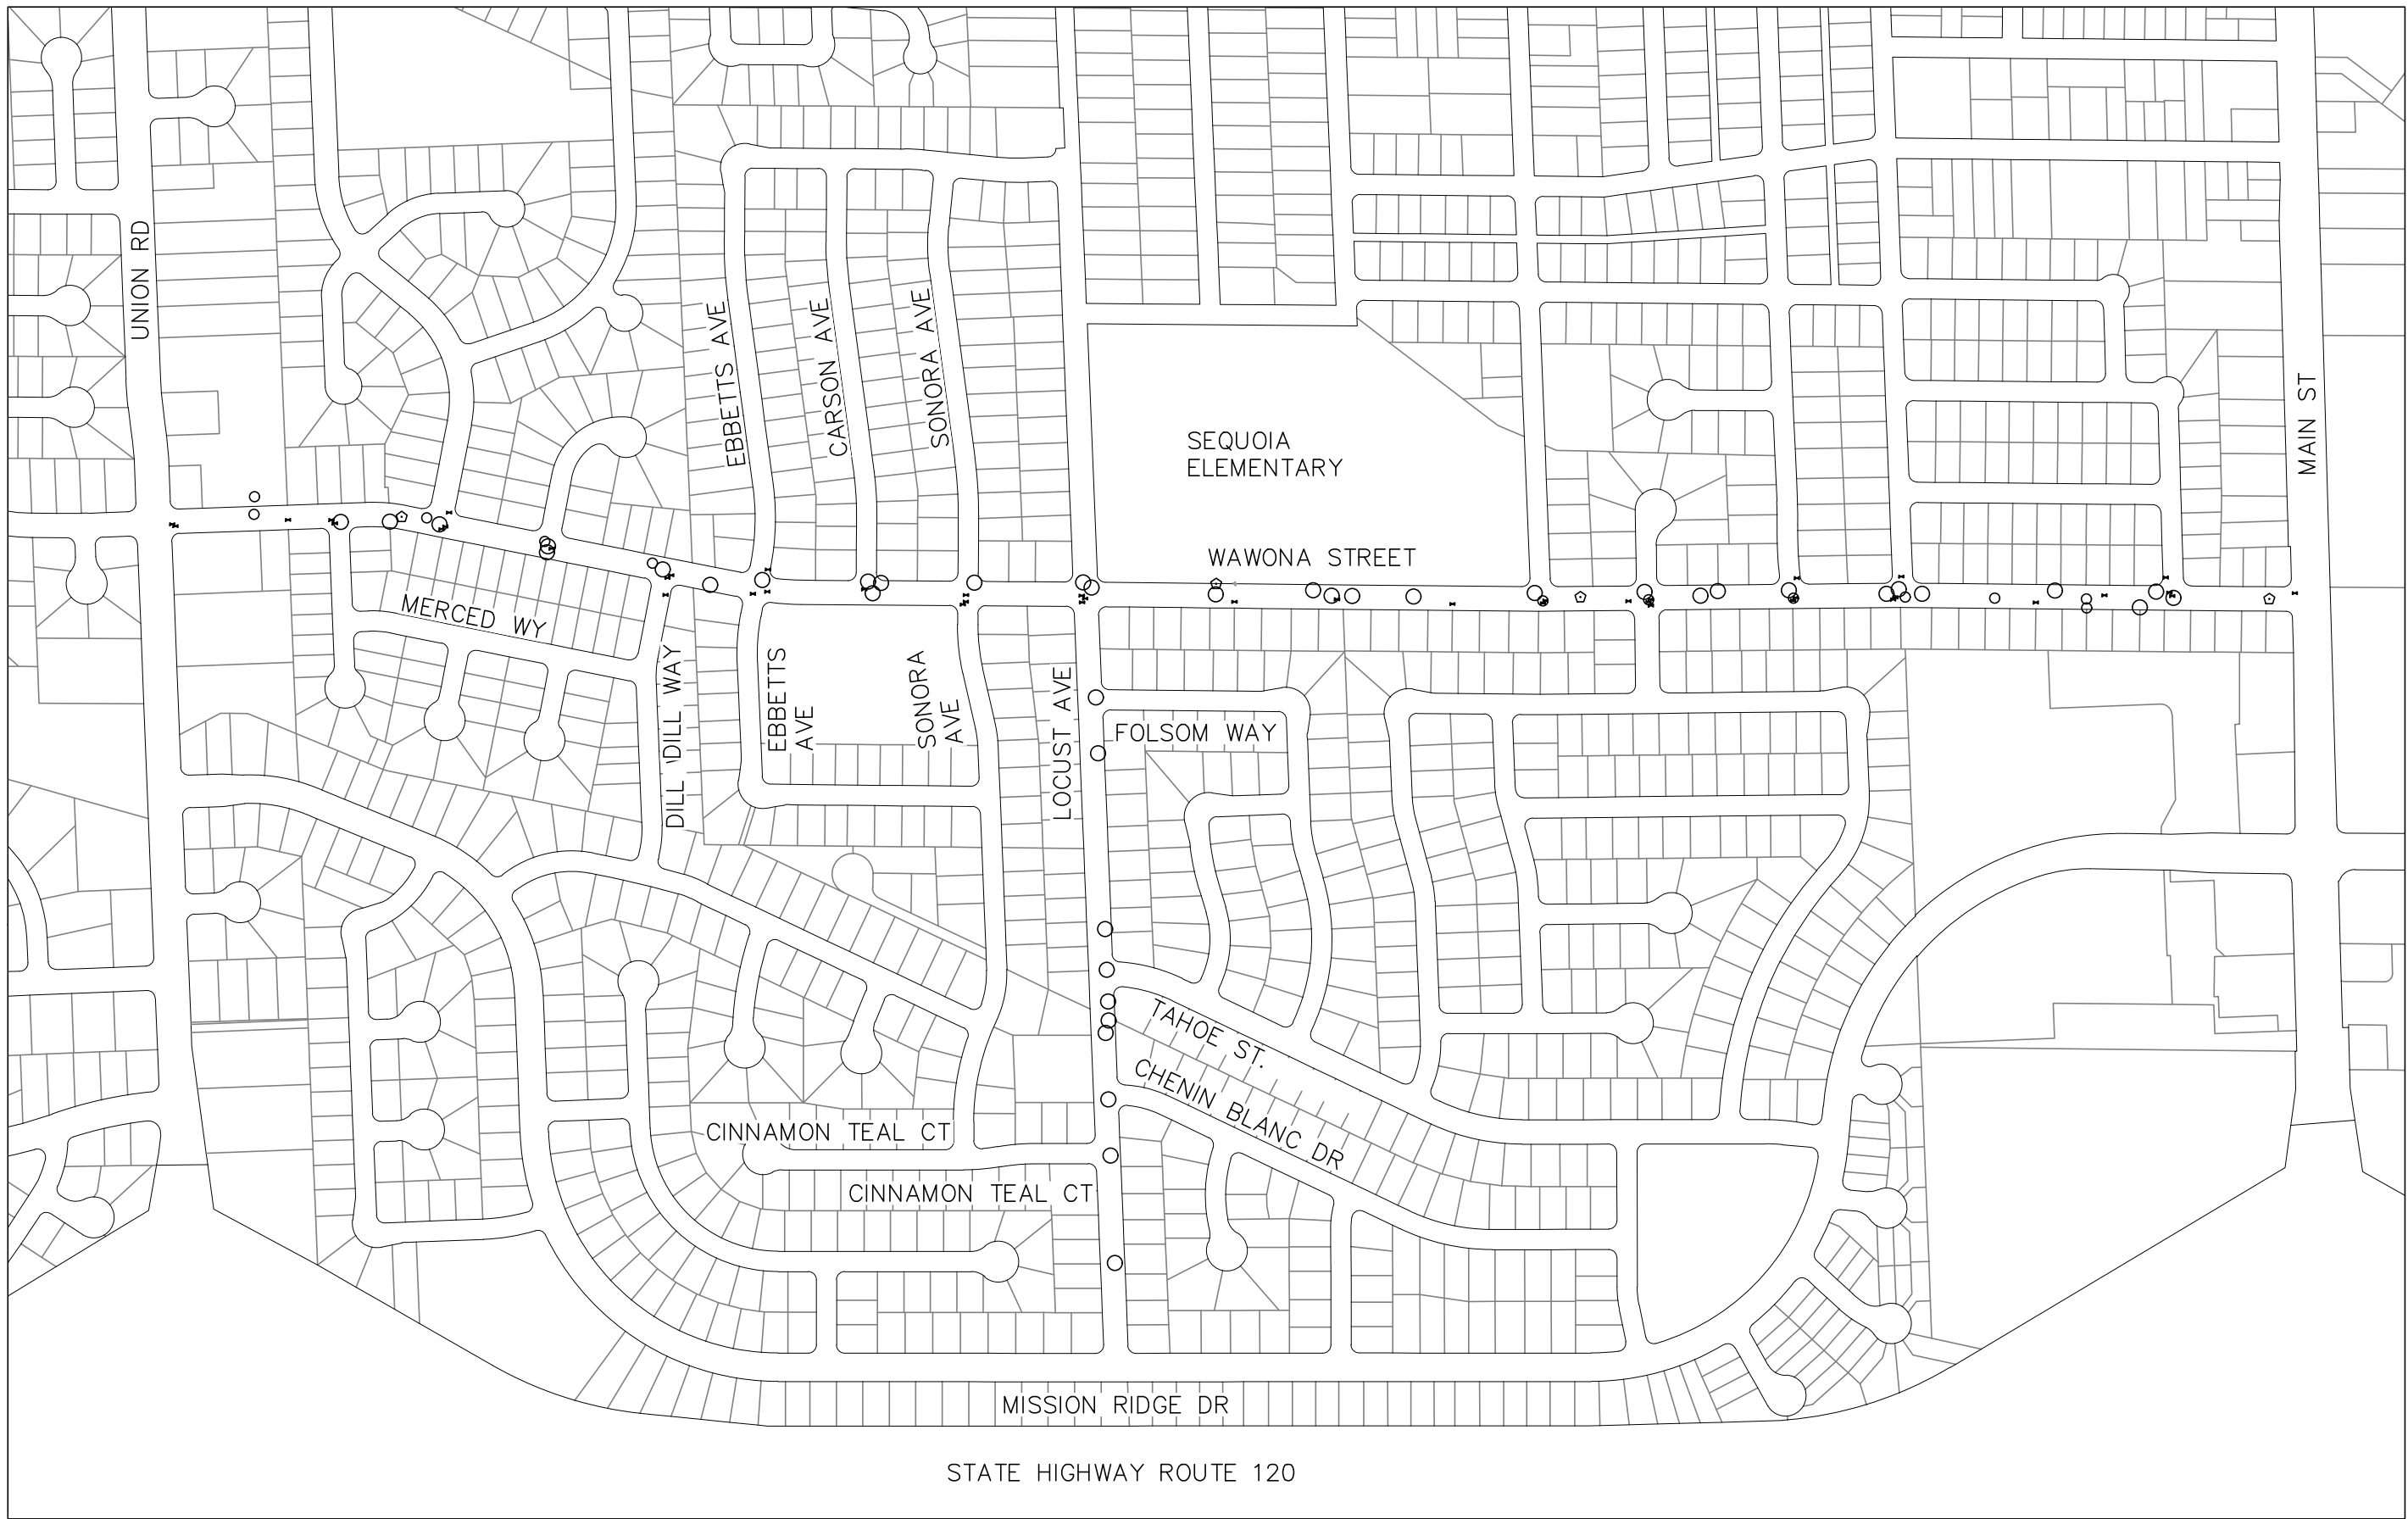 UNION RD
EBBETTS AVE
CARSON AVE
SONORA AVE
MAIN ST
SEQUOIA
ELEMENTARY
WAWONA STREET
MERCED WY
DILL WAY
DILL
EBBETTS
AVE
SONORA
AVE
LOCUST AVE
FOLSOM WAY
TAHOE ST.
CHENIN BLANC DR
CINNAMON TEAL CT
CINNAMON TEAL CT
MISSION RIDGE DR
STATE HIGHWAY ROUTE 120